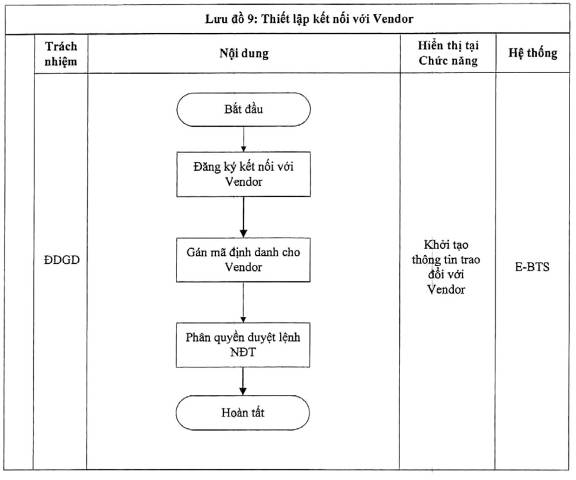 Lưu đồ 9: Thiết lập kết nối với Vendor
Trách
nhiệm
Nội dung
Hiển thị tại
Chức năng
Hệ thống
Bắt đầu
Đăng ký kết nối với
Vendor
Gán mã định danh cho
Vendor
Phân quyền duyệt lệnh
NĐT
Hoàn tất
ĐDGD
Khởi tạo
thông tin trao
đổi với
Vendor
E-BTS